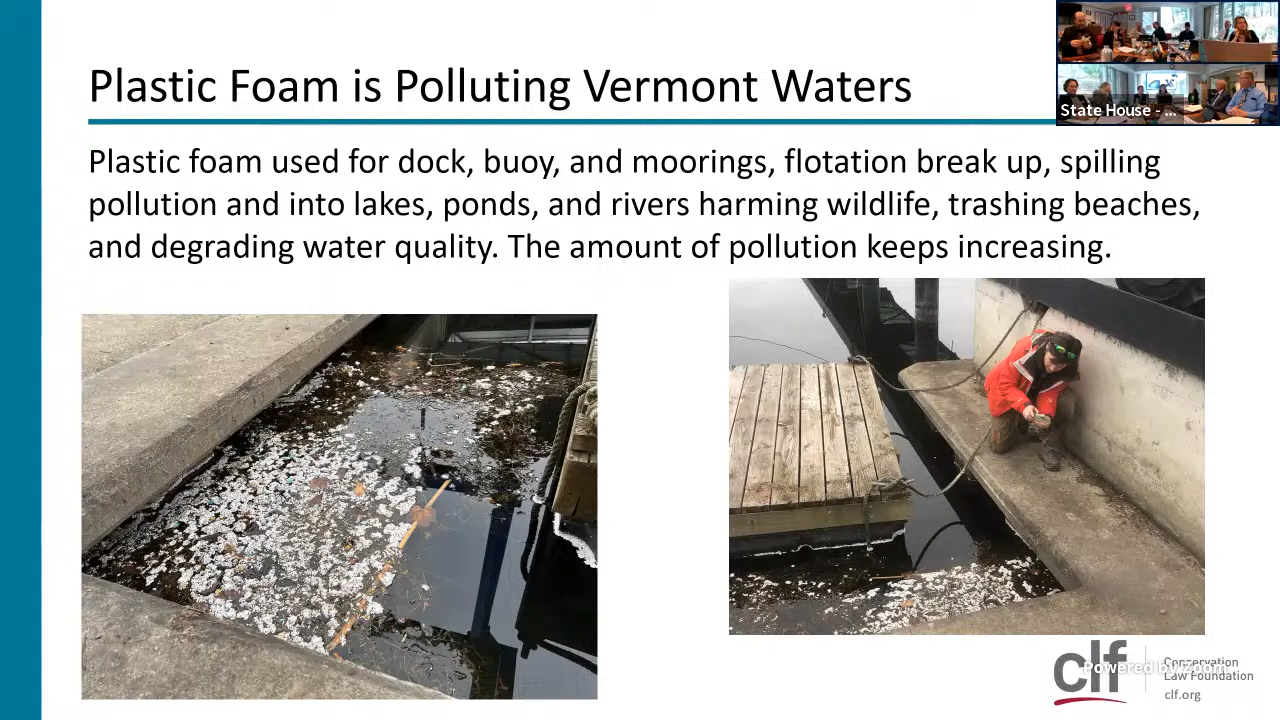 Plastic Foam is Polluting Vermont Waters
State House - ...
Plastic foam used for dock, buoy, and moorings, flotation break up, spilling
pollution and into lakes, ponds, and rivers harming wildlife, trashing beaches,
and degrading water quality. The amount of pollution keeps increasing.
clf
Powered by Zoom
Conservation
Law Foundation
clf.org